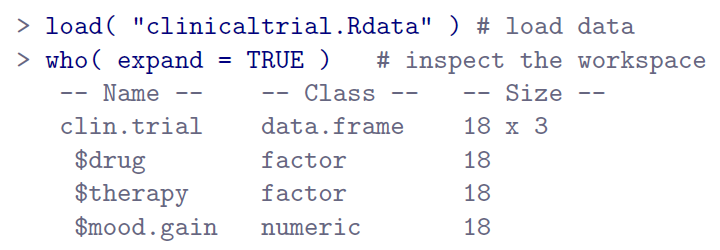 > load( "clinicaltrial.Rdata" ) # load data
> who( expand = TRUE )   # inspect the workspace
   -- Name --    -- Class --   -- Size --
   clin.trial    data.frame    18 x 3
    $drug        factor        18
    $therapy     factor        18
    $mood.gain   numeric       18